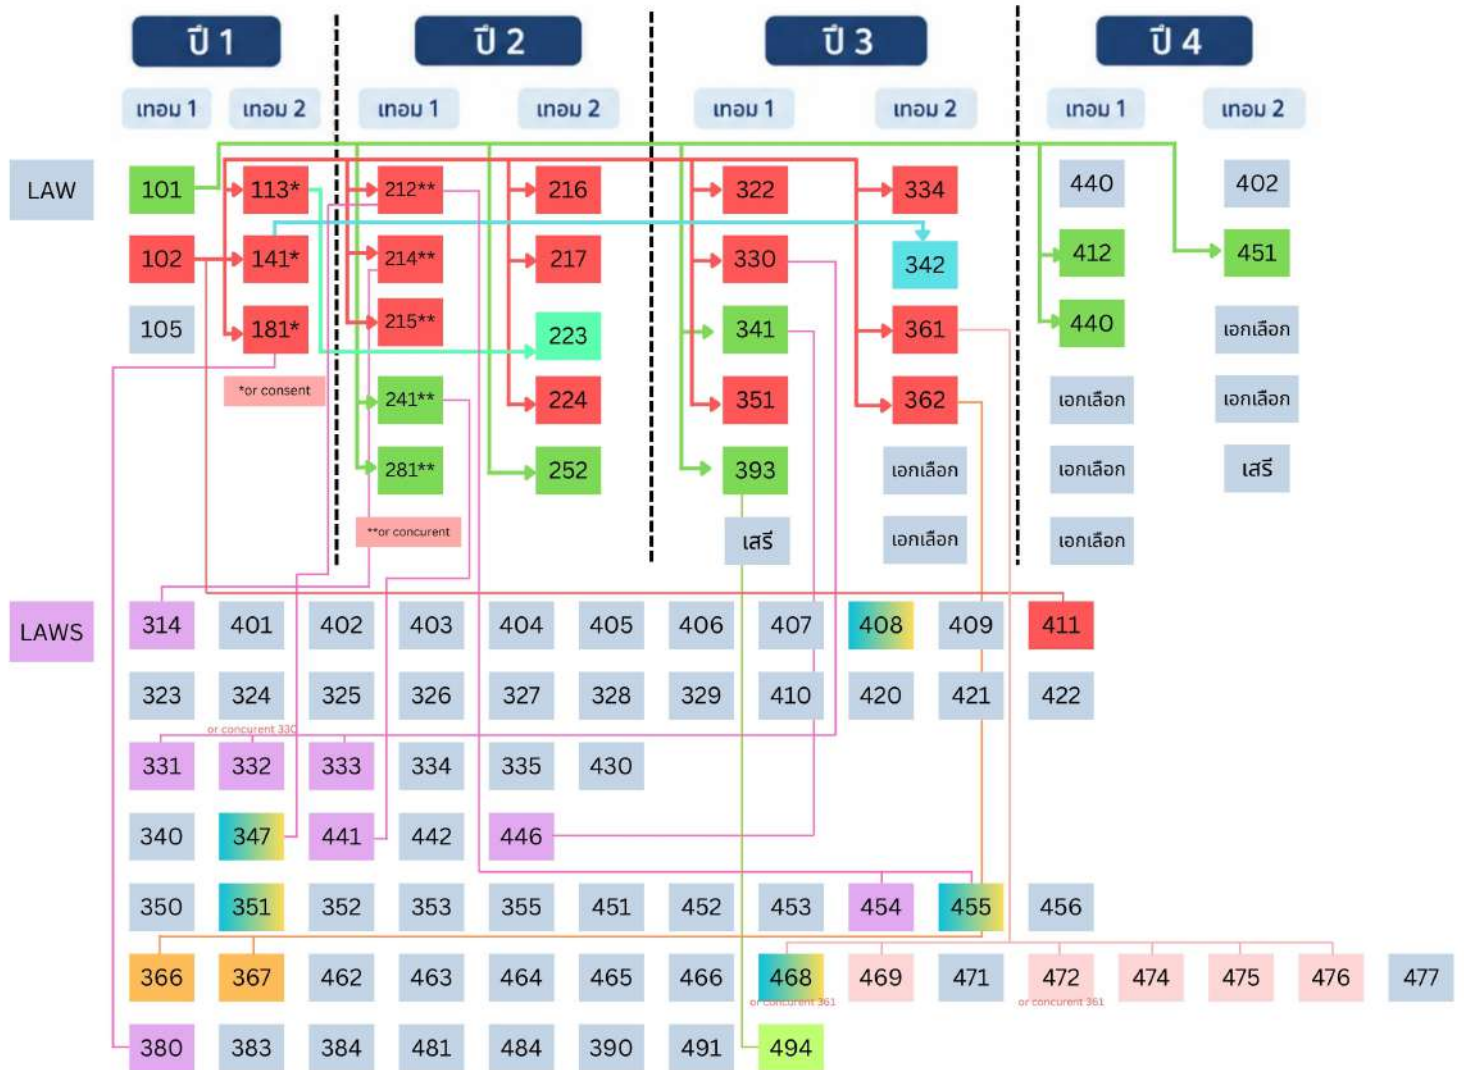 ปี 1 ปี 2 ปี 3 ปี 4
เทอม 1 เทอม 2 เทอม 1 เทอม 2 เทอม 1 เทอม 2 เทอม 1 เทอม 2
LAW 101 113* 212** 216 322 334 440 402
102 141* 214** 217 330 342 412 451
105 181* 215** 223 341 361 440 เอกเลือก
*or consent 241** 224 351 362 เอกเลือก เอกเลือก
281** 252 393 เอกเลือก เอกเลือก เสรี
**or concurent เสรี เอกเลือก เอกเลือก
LAWS 314 401 402 403 404 405 406 407 408 409 411
323 324 325 326 327 328 329 410 420 421 422
or concurent 330
331 332 333 334 335 430
340 347 441 442 446
350 351 352 353 355 451 452 453 454 455 456
366 367 462 463 464 465 466 468 469 471 472 474 475 476 477
or concurent 361 or concurent 361
380 383 384 481 484 390 491 494